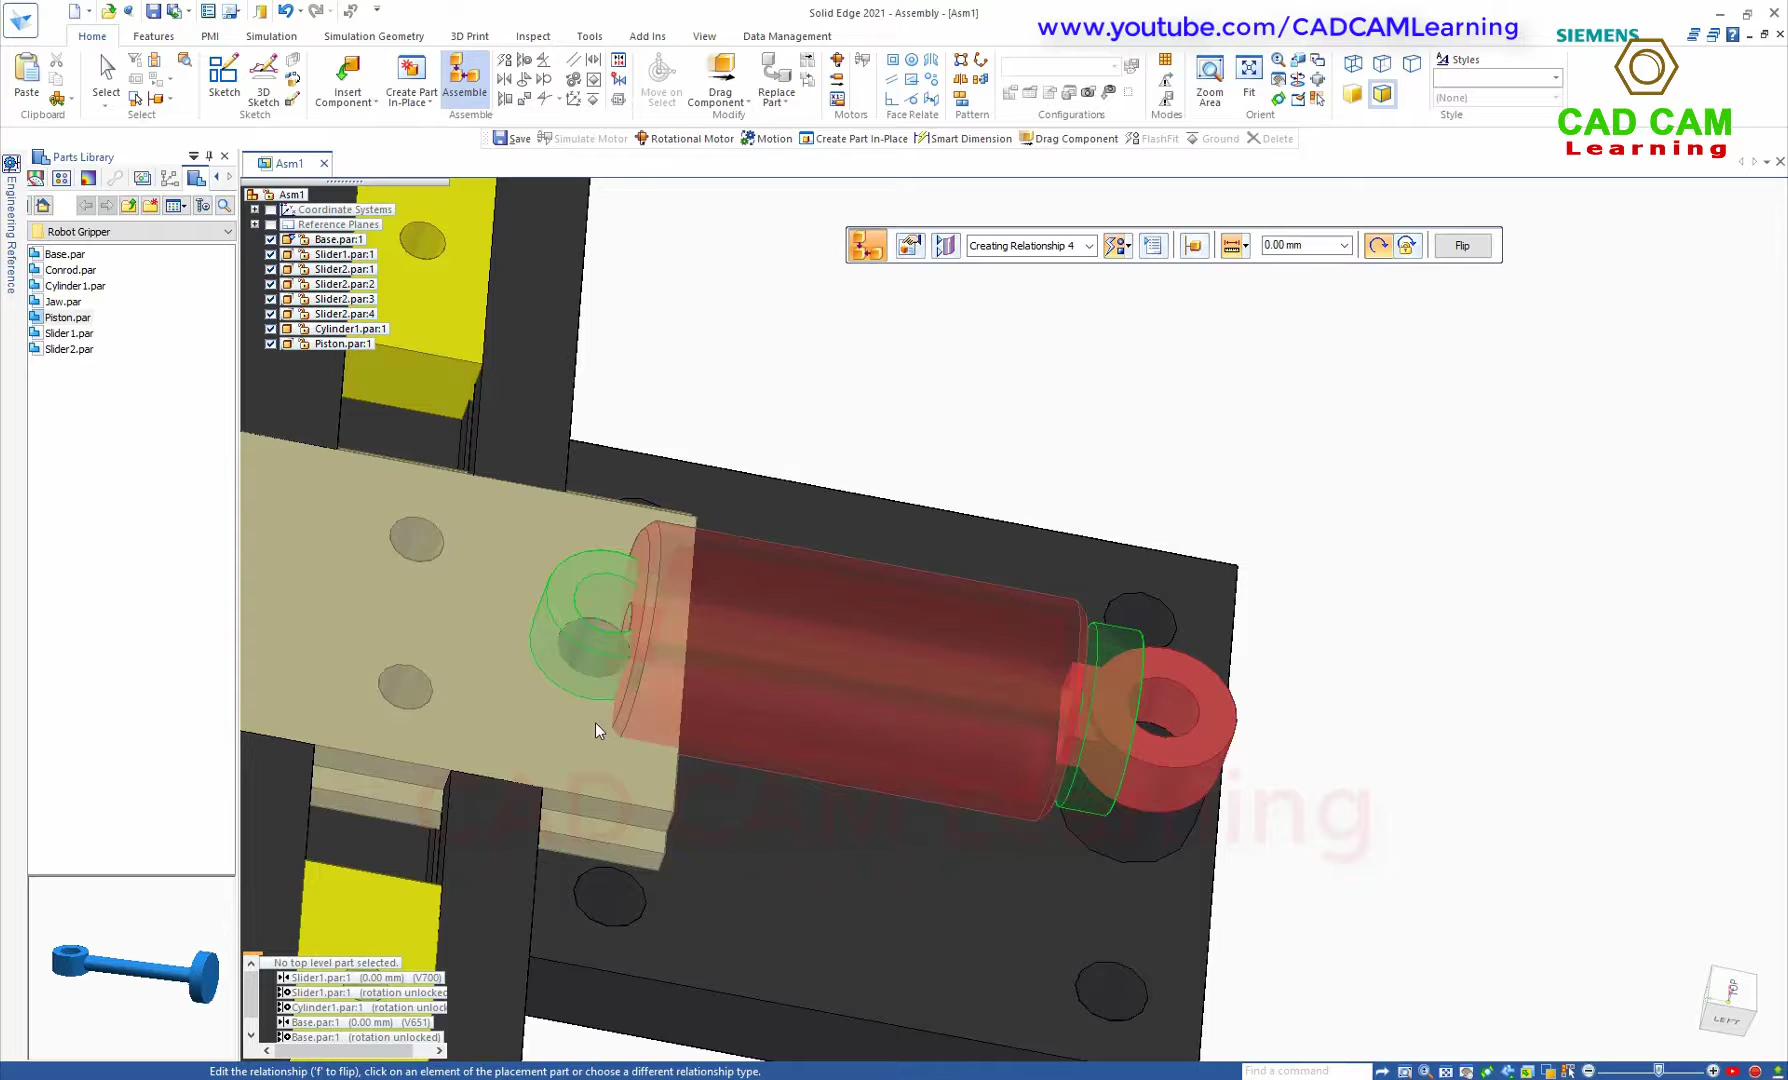 Solid Edge 2021 - Assembly - [Asm1]
www.youtube.com/CADCAMLearning
SIEMENS
Home
Features
PMI
Simulation
Simulation Geometry
3D Print
Inspect
Tools
Add Ins
View
Data Management
Paste
Clipboard
Select
Select
Sketch
3D Sketch
Sketch
Insert Component
Create Part In-Place
Assemble
Assemble
Move on Select
Drag Component
Replace Part
Modify
Motors
Face Relate
Pattern
Configurations
Modes
Zoom Area
Fit
Orient
Styles
(None)
Style
CAD CAM
Learning
Save
Simulate Motor
Rotational Motor
Motion
Create Part In-Place
Smart Dimension
Drag Component
FlashFit
Ground
Delete
Engineering Reference
Parts Library
Robot Gripper
Base.par
Conrod.par
Cylinder1.par
Jaw.par
Piston.par
Slider1.par
Slider2.par
Asm1
Asm1
Coordinate Systems
Reference Planes
Base.par:1
Slider1.par:1
Slider2.par:1
Slider2.par:2
Slider2.par:3
Slider2.par:4
Cylinder1.par:1
Piston.par:1
Creating Relationship 4
0.00 mm
Flip
CAD CAM Learning
No top level part selected.
Slider1.par:1 (0.00 mm) (V700)
Slider1.par:1 (rotation unlocked
Cylinder1.par:1 (rotation unlock
Base.par:1 (0.00 mm) (V651)
Base.par:1 (rotation unlocked)
TOP
LEFT
Edit the relationship ('f' to flip), click on an element of the placement part or choose a different relationship type.
Find a command